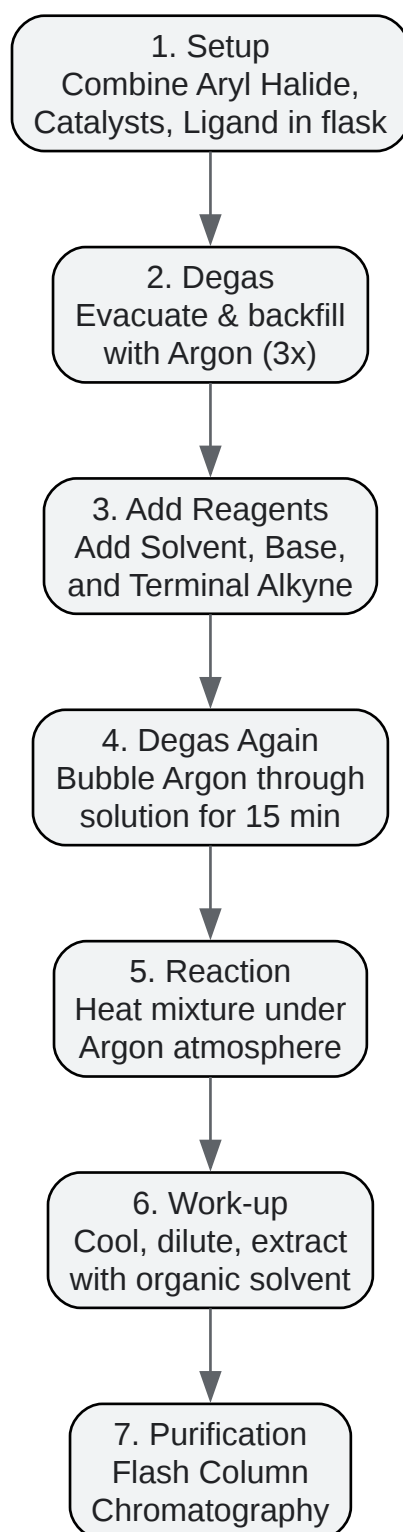 1. Setup
Combine Aryl Halide,
Catalysts, Ligand in flask
2. Degas
Evacuate & backfill
with Argon (3x)
3. Add Reagents
Add Solvent, Base,
and Terminal Alkyne
4. Degas Again
Bubble Argon through
solution for 15 min
5. Reaction
Heat mixture under
Argon atmosphere
6. Work-up
Cool, dilute, extract
with organic solvent
7. Purification
Flash Column
Chromatography